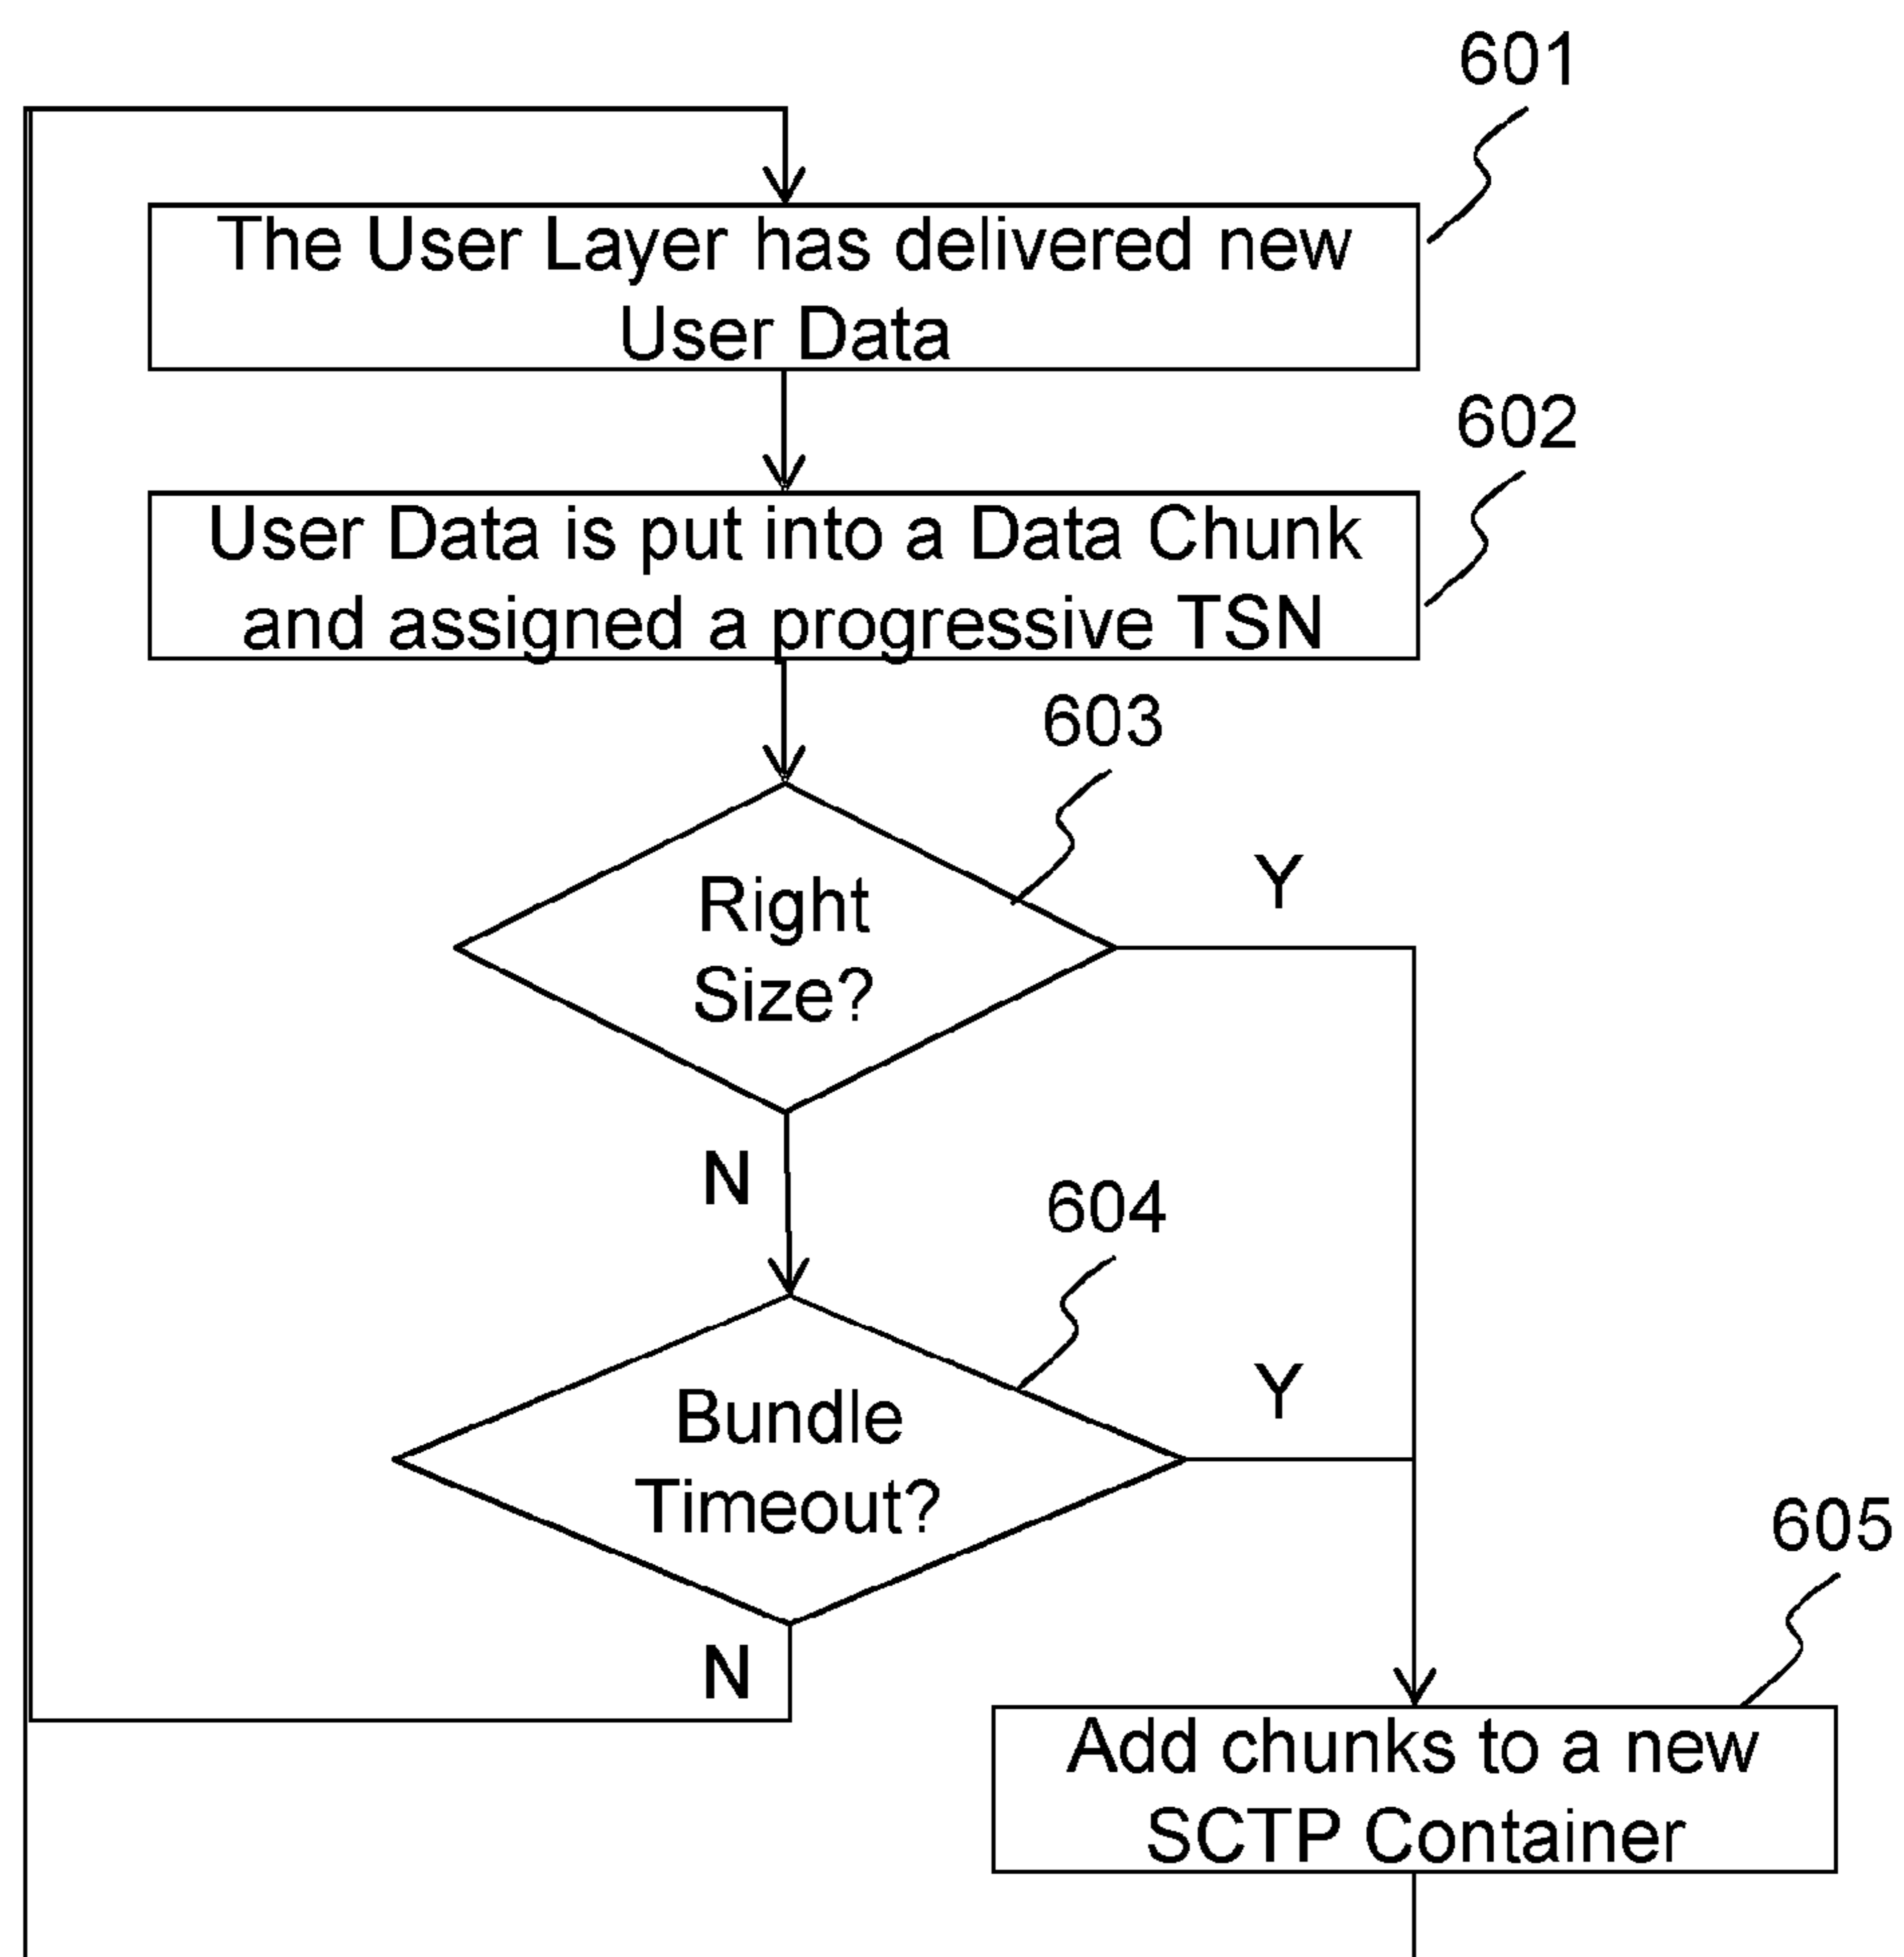 601
The User Layer has delivered new
User Data
602
User Data is put into a Data Chunk
and assigned a progressive TSN
603
Right
Size?
Y
N
604
Bundle
Timeout?
Y
N
605
Add chunks to a new
SCTP Container